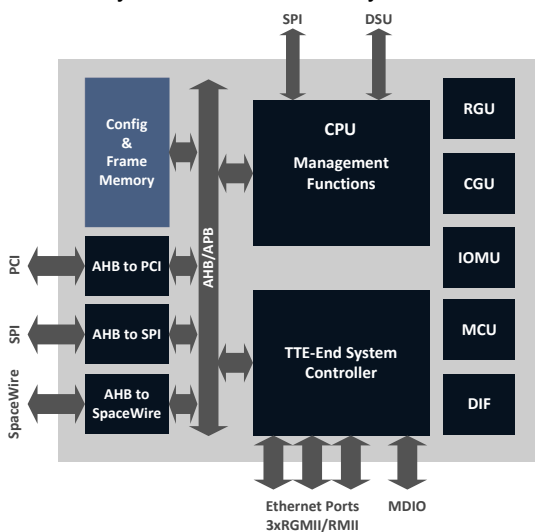 SPI
DSU
Config
&
Frame
Memory
CPU
Management
Functions
RGU
CGU
IOMU
MCU
DIF
AHB/APB
PCI
AHB to PCI
SPI
AHB to SPI
SpaceWire
AHB to
SpaceWire
TTE-End System
Controller
Ethernet Ports
3xRGMII/RMII
MDIO